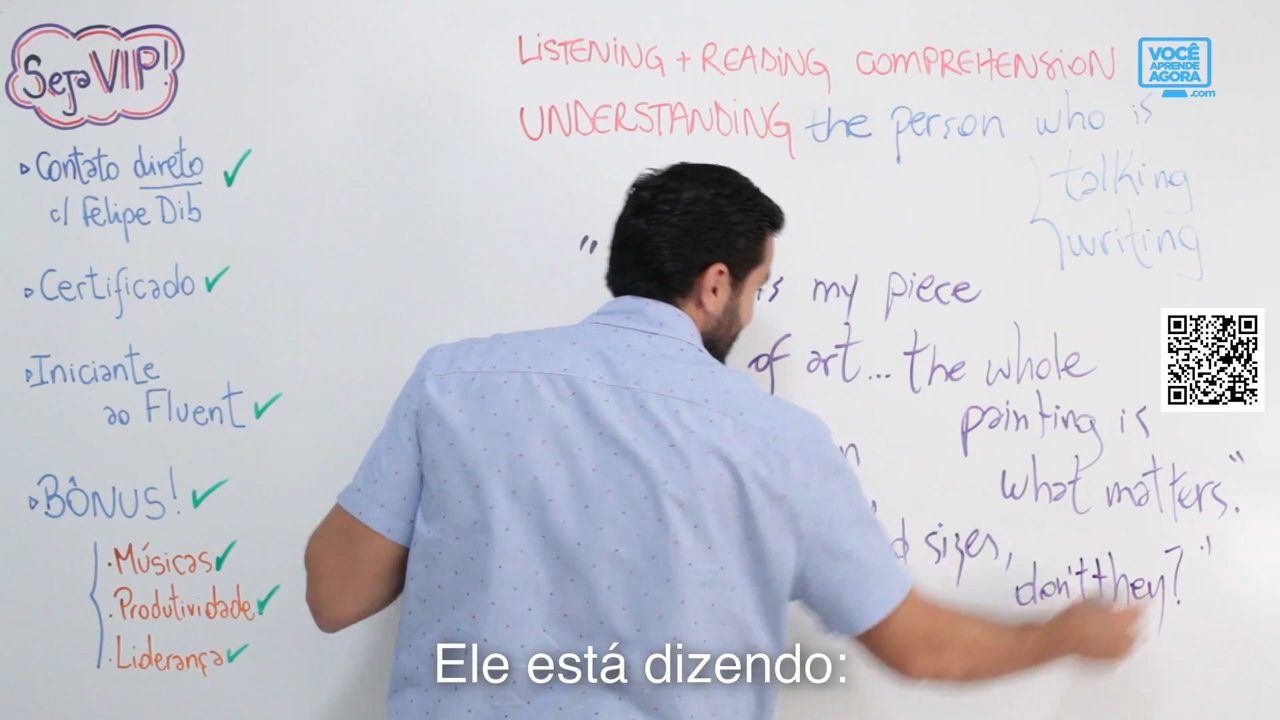 Seja VIP!
▹ Contato direto ✓
c/ Felipe Dib
▹ Certificado ✓
▹ Iniciante
ao Fluent ✓
▹ BÔNUS! ✓
· Músicas ✓
· Produtividade ✓
· Liderança ✓
LISTENING + READING COMPREHENSION
UNDERSTANDING the person who is
talking
writing
"
is my piece
of art... the whole
painting is
what matters."
sizes,
don't they?"
VOCÊ
APRENDE
AGORA
.com
Ele está dizendo: